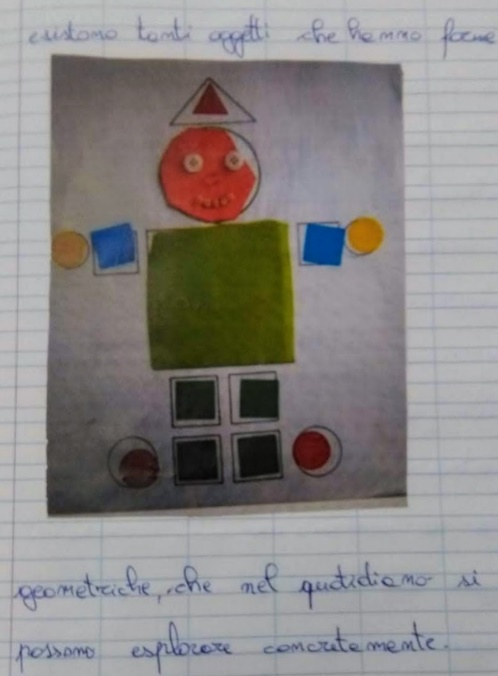 esistono tanti oggetti che hanno forme
geometriche, che nel quotidiano si
possono esplorare concretamente.